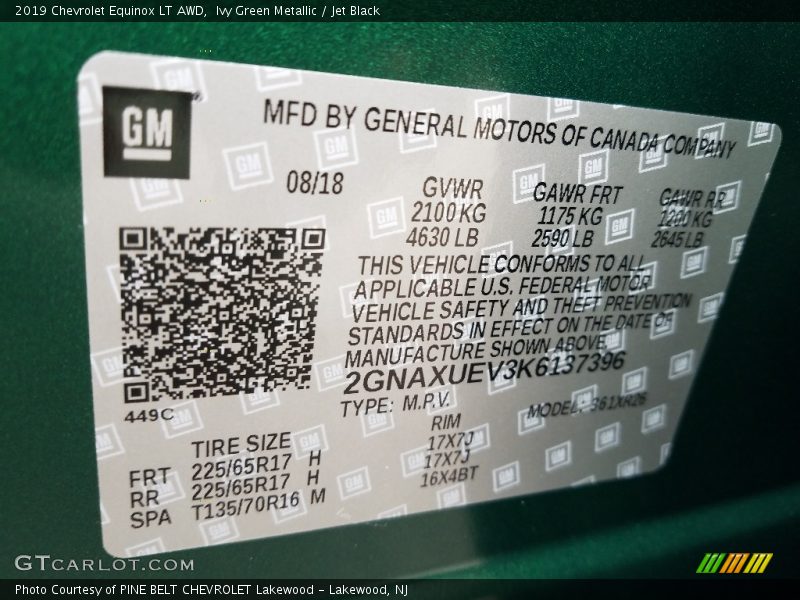 2019 Chevrolet Equinox LT AWD, Ivy Green Metallic / Jet Black
GM
MFD BY GENERAL MOTORS OF CANADA COMPANY
08/18
GVWR GAWR FRT GAWR RR
2100 KG 1175 KG 1200 KG
4630 LB 2590 LB 2645 LB
THIS VEHICLE CONFORMS TO ALL
APPLICABLE U.S. FEDERAL MOTOR
VEHICLE SAFETY AND THEFT PREVENTION
STANDARDS IN EFFECT ON THE DATE OF
MANUFACTURE SHOWN ABOVE.
2GNAXUEV3K6137396
449C
TYPE: M.P.V. MODEL: 361XR26
TIRE SIZE RIM
FRT 225/65R17 H 17X7J
RR 225/65R17 H 17X7J
SPA T135/70R16 M 16X4BT
GTCARLOT.COM
Photo Courtesy of PINE BELT CHEVROLET Lakewood - Lakewood, NJ